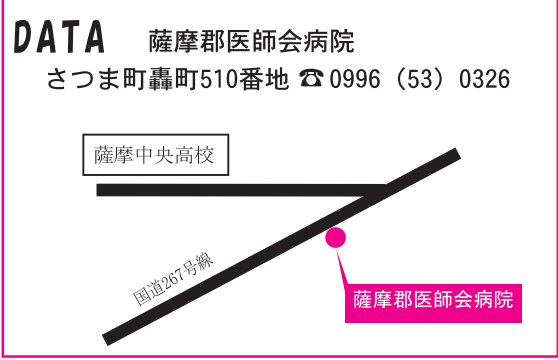 DATA 薩摩郡医師会病院
さつま町轟町510番地 ☎0996（53）0326
薩摩中央高校
国道267号線
薩摩郡医師会病院